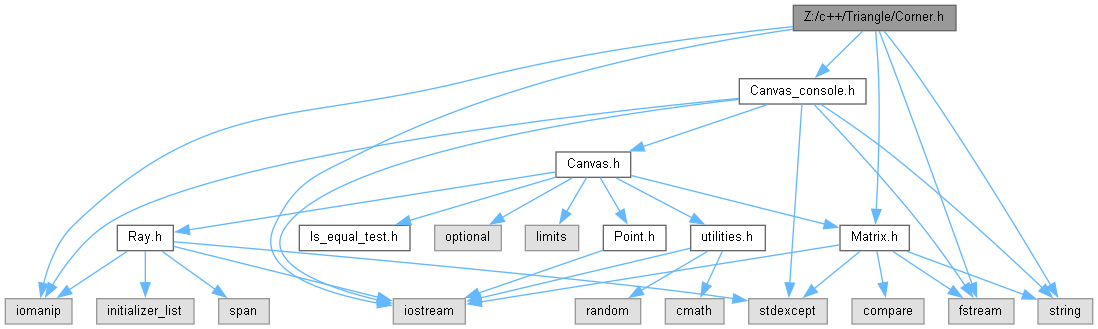 Z:/c++/Triangle/Corner.h
Canvas_console.h
Canvas.h
Ray.h
Is_equal_test.h
optional
limits
Point.h
utilities.h
Matrix.h
iomanip
initializer_list
span
iostream
random
cmath
stdexcept
compare
fstream
string